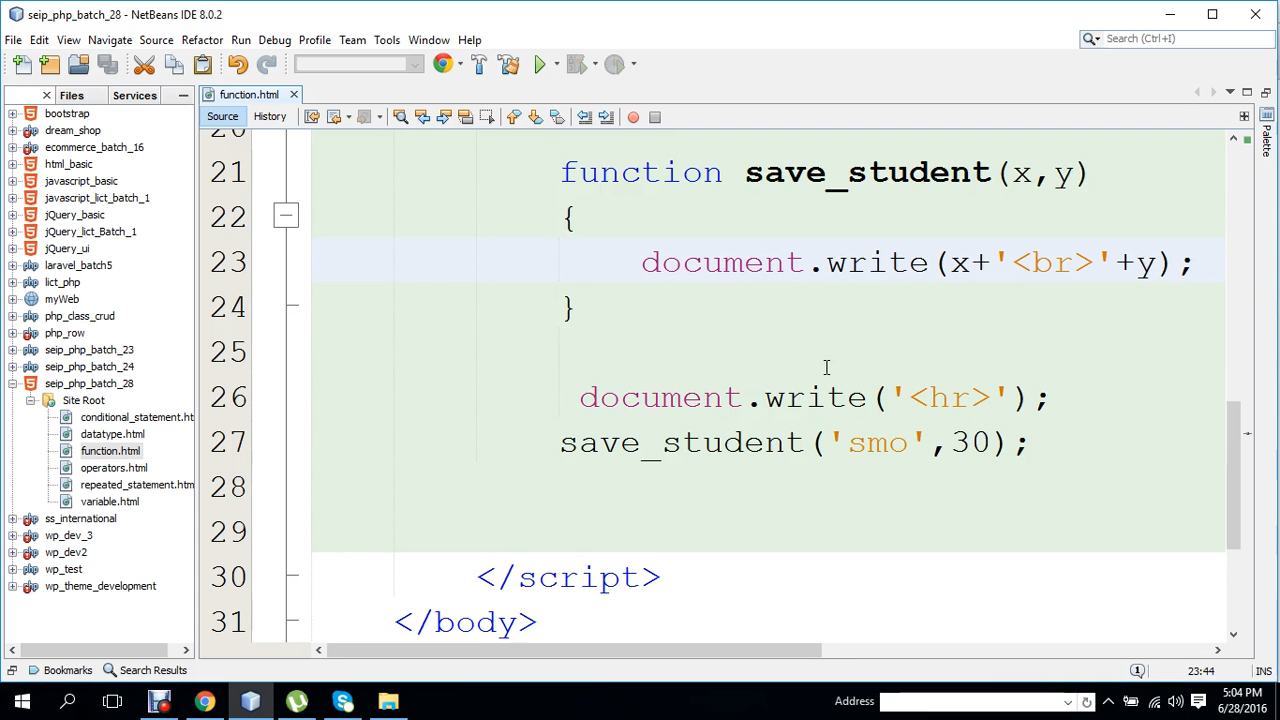 seip_php_batch_28 - NetBeans IDE 8.0.2
File Edit View Navigate Source Refactor Run Debug Profile Team Tools Window Help
Search (Ctrl+I)
Files Services
function.html
Source History
bootstrap
dream_shop
ecommerce_batch_16
html_basic
javascript_basic
javascript_lict_batch_1
jQuery_basic
jQuery_lict_Batch_1
jQuery_ui
laravel_batch5
lict_php
myWeb
php_class_crud
php_row
seip_php_batch_23
seip_php_batch_24
seip_php_batch_28
Site Root
conditional_statement.ht
datatype.html
function.html
operators.html
repeated_statement.htm
variable.html
ss_international
wp_dev_3
wp_dev2
wp_test
wp_theme_development
20
21 function save_student(x,y)
22 {
23 document.write(x+'<br>'+y);
24 }
25
26 document.write('<hr>');
27 save_student('smo',30);
28
29
30 </script>
31 </body>
Palette
Bookmarks Search Results
1 23:44 INS
Address
5:04 PM
6/28/2016